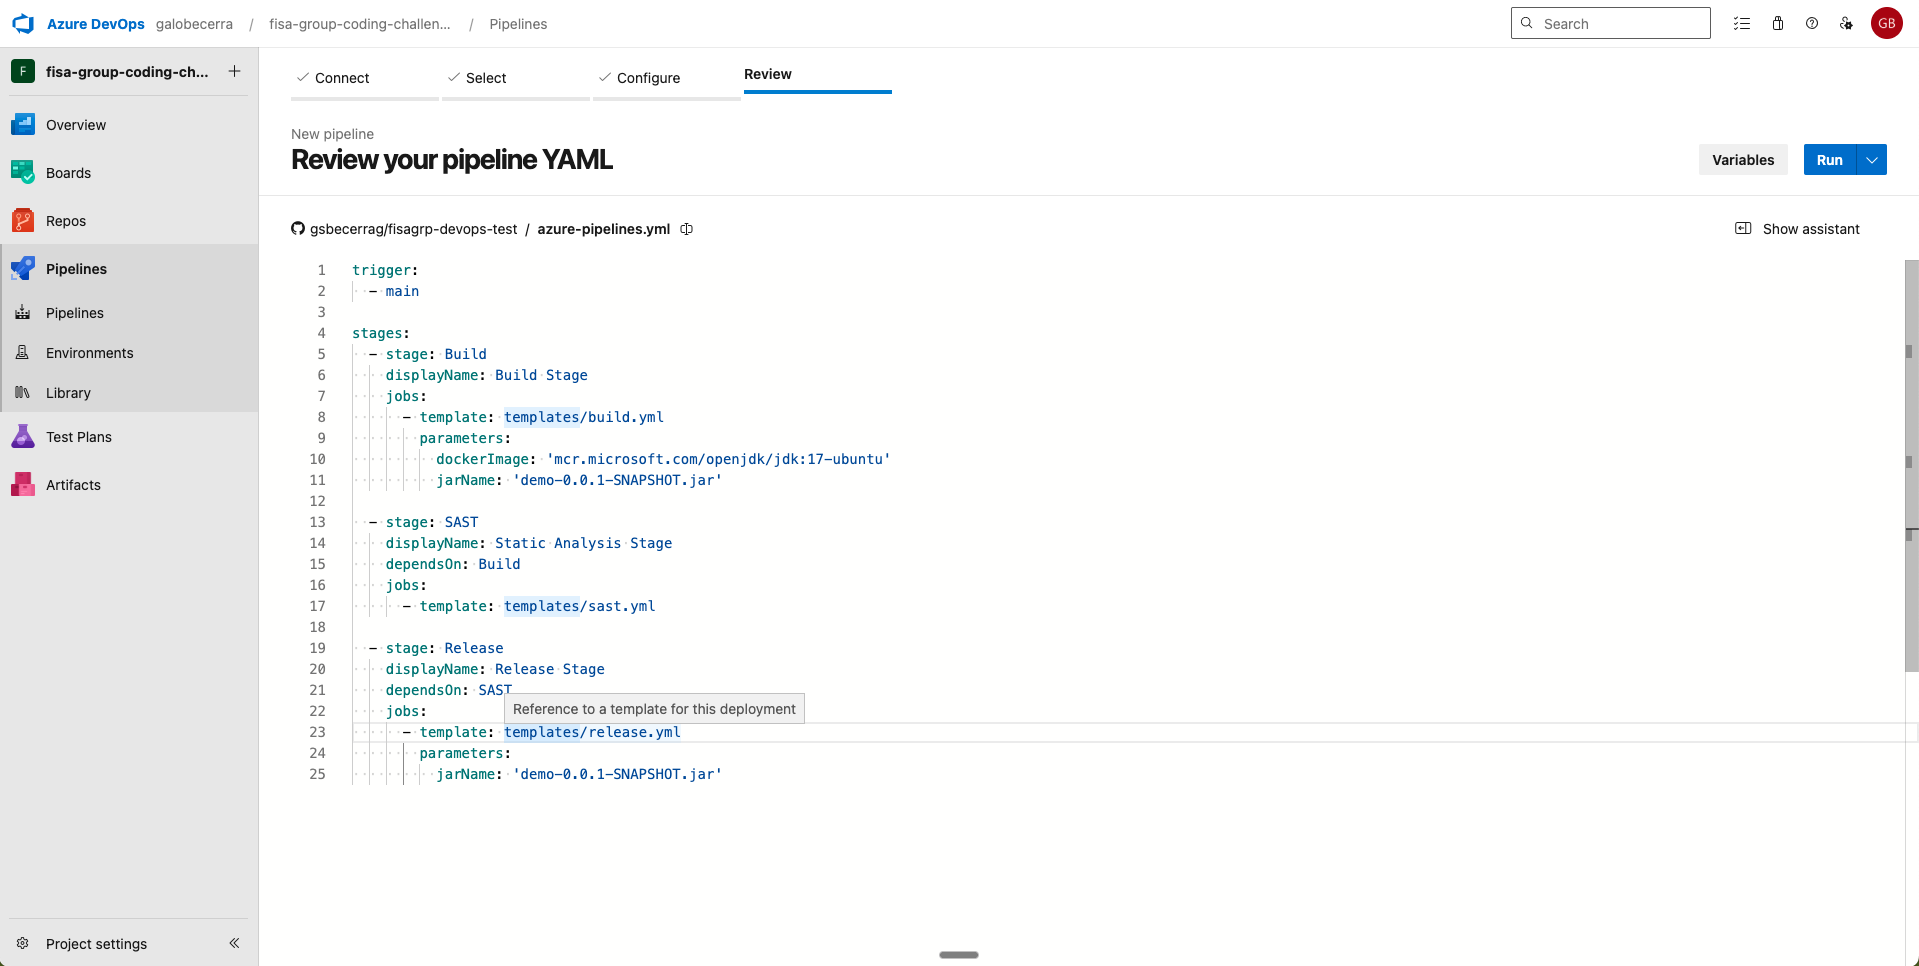 Azure DevOps galobecerra / fisa-group-coding-challen... / Pipelines
Search
GB
F fisa-group-coding-ch...
Overview
Boards
Repos
Pipelines
Pipelines
Environments
Library
Test Plans
Artifacts
Project settings
Connect Select Configure Review
New pipeline
Review your pipeline YAML
Variables Run
gsbecerrag/fisagrp-devops-test / azure-pipelines.yml
Show assistant
1 trigger:
2   - main
3
4 stages:
5   - stage: Build
6     displayName: Build Stage
7     jobs:
8       - template: templates/build.yml
9         parameters:
10           dockerImage: 'mcr.microsoft.com/openjdk/jdk:17-ubuntu'
11           jarName: 'demo-0.0.1-SNAPSHOT.jar'
12
13   - stage: SAST
14     displayName: Static Analysis Stage
15     dependsOn: Build
16     jobs:
17       - template: templates/sast.yml
18
19   - stage: Release
20     displayName: Release Stage
21     dependsOn: SAST
22     jobs:
Reference to a template for this deployment
23       - template: templates/release.yml
24         parameters:
25           jarName: 'demo-0.0.1-SNAPSHOT.jar'